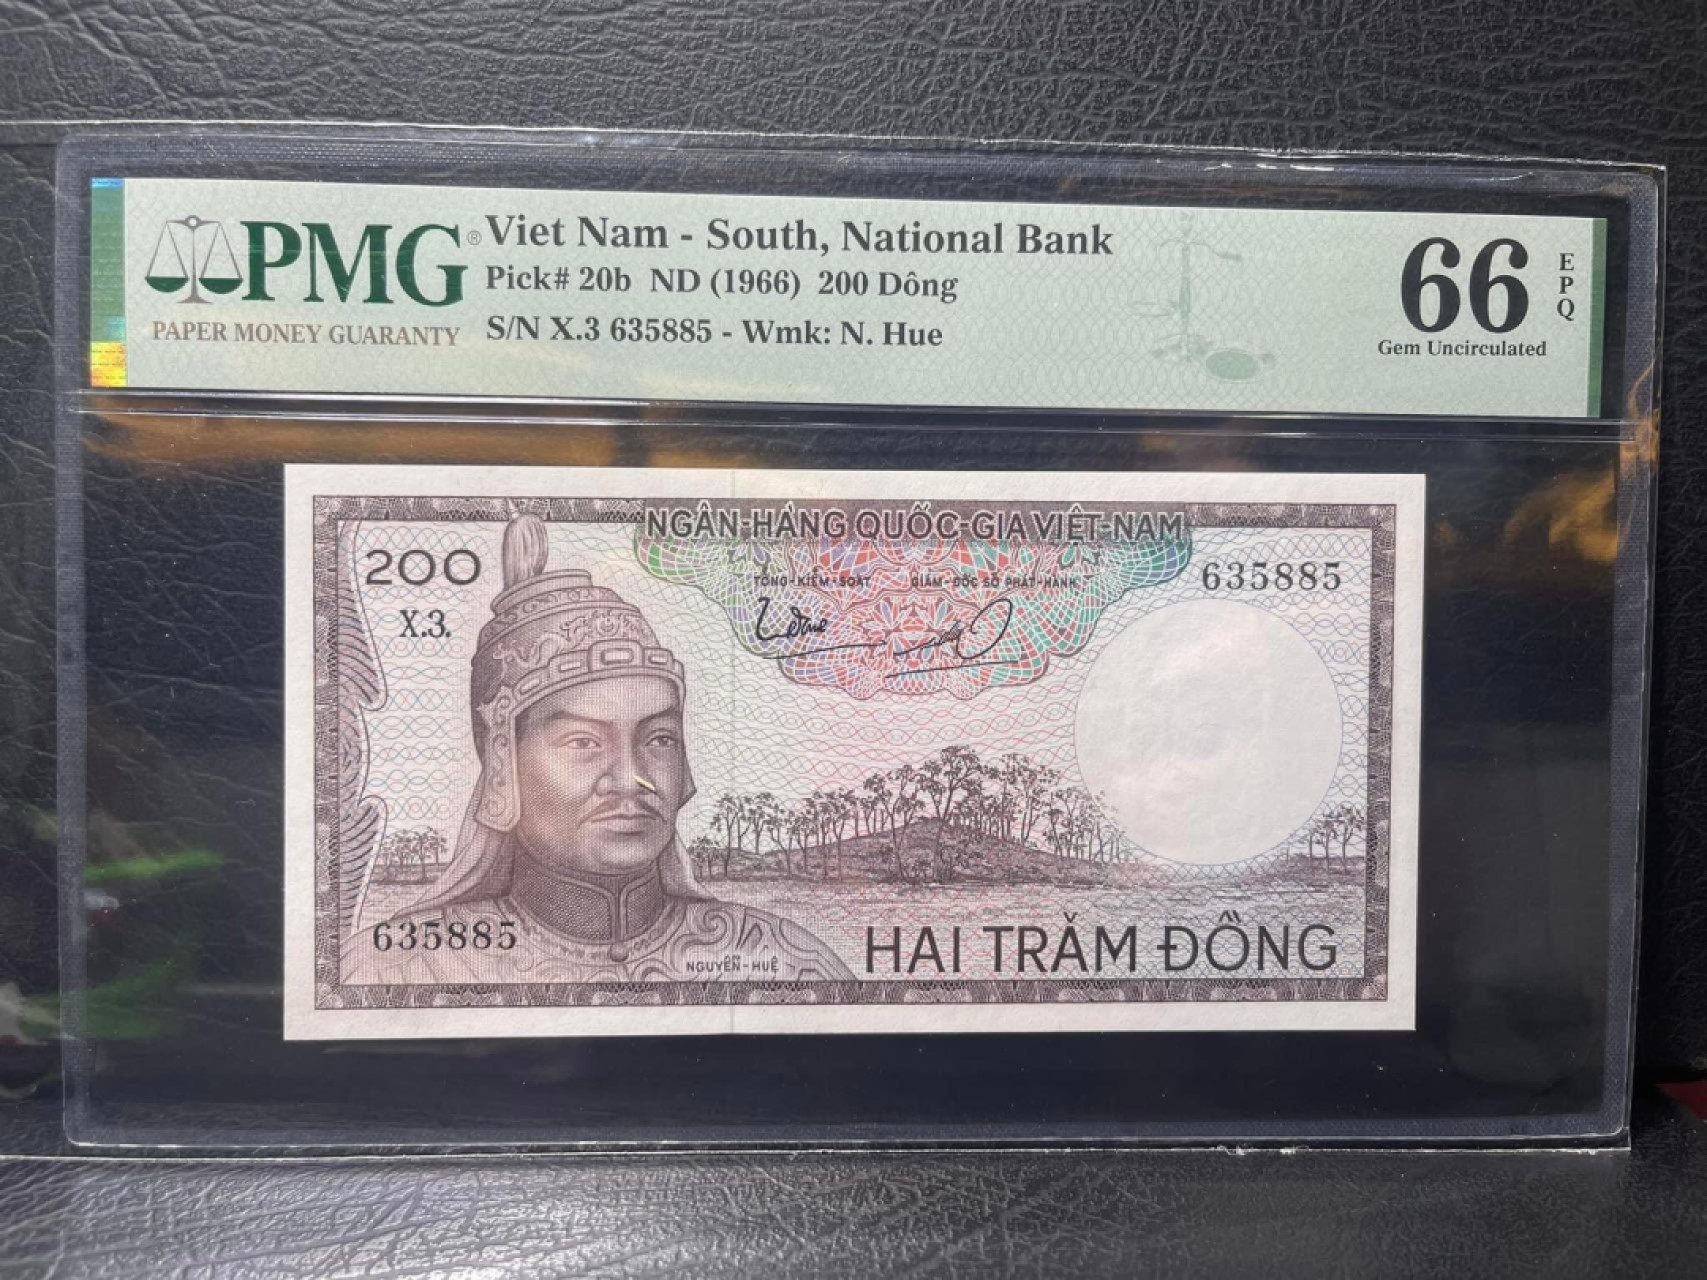 PMG®
PAPER MONEY GUARANTY
Viet Nam - South, National Bank
Pick# 20b ND (1966) 200 Dông
S/N X.3 635885 - Wmk: N. Hue
66
EPQ
Gem Uncirculated
NGÂN-HÀNG QUỐC-GIA VIỆT-NAM
200
X.3.
TỔNG-KIỂM-SOÁT GIÁM-ĐỐC SỞ PHÁT-HÀNH
635885
635885
NGUYỄN-HUỆ
HAI TRĂM ĐỒNG